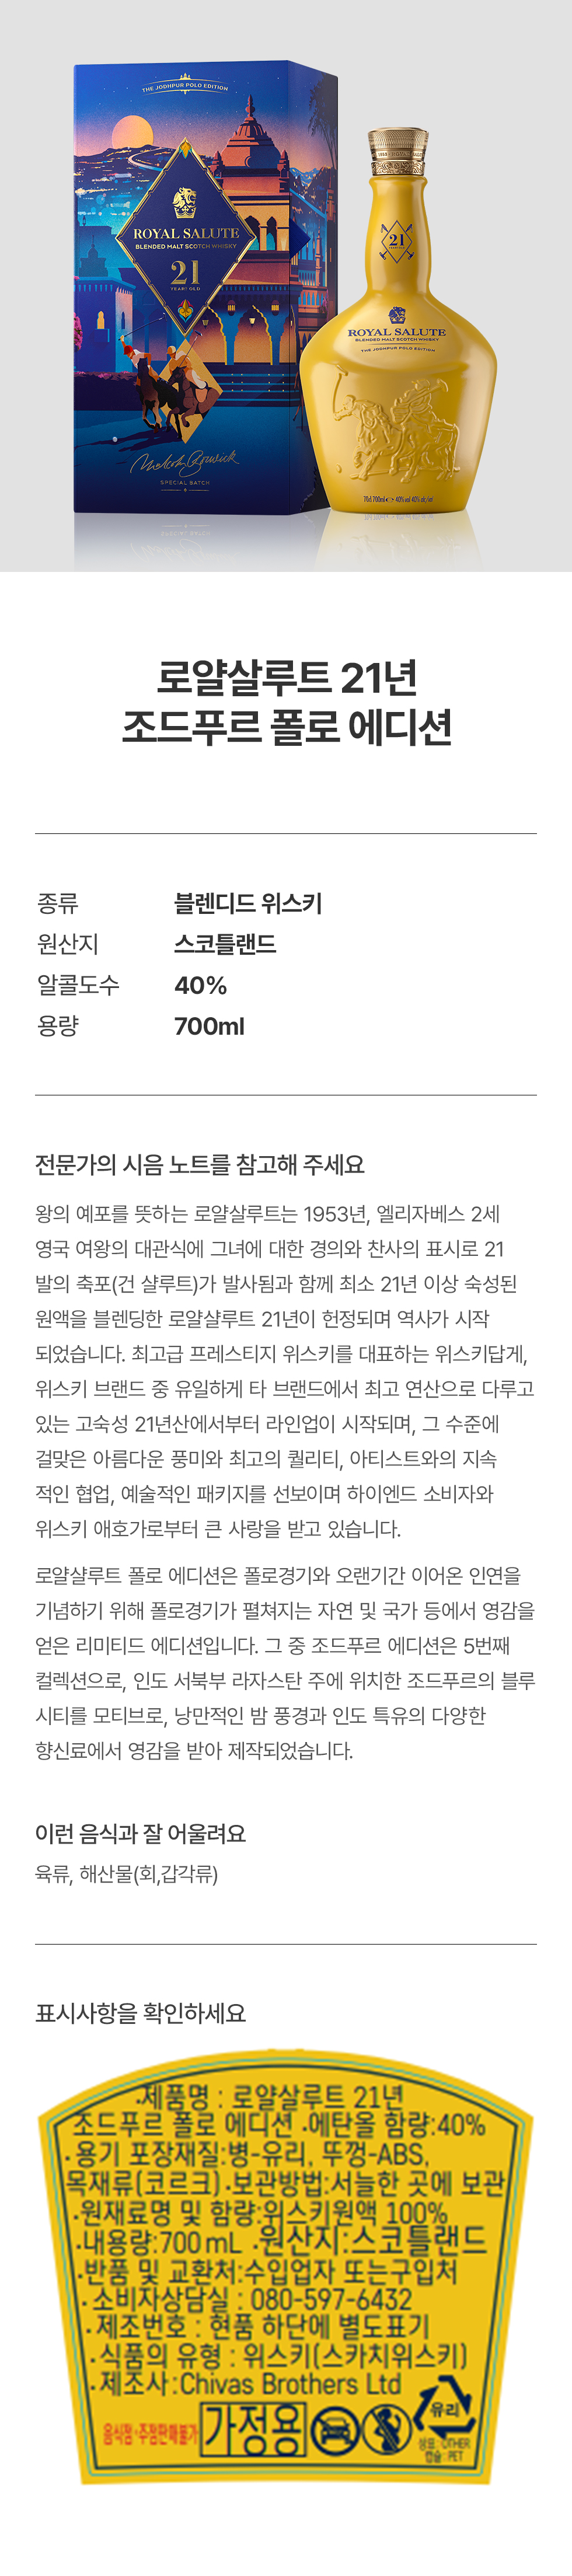 THE JODHPUR POLO EDITION
ROYAL SALUTE
BLENDED MALT SCOTCH WHISKY
21
YEARS OLD
Malcolm Borwick
SPECIAL BATCH
21
ROYAL SALUTE
BLENDED MALT SCOTCH WHISKY
THE JODHPUR POLO EDITION
70cl 700ml e 40% vol 40% alc./vol
로얄살루트 21년
조드푸르 폴로 에디션
종류 블렌디드 위스키
원산지 스코틀랜드
알콜도수 40%
용량 700ml
전문가의 시음 노트를 참고해 주세요
왕의 예포를 뜻하는 로얄살루트는 1953년, 엘리자베스 2세
영국 여왕의 대관식에 그녀에 대한 경의와 찬사의 표시로 21
발의 축포(건 샬루트)가 발사됨과 함께 최소 21년 이상 숙성된
원액을 블렌딩한 로얄샬루트 21년이 헌정되며 역사가 시작
되었습니다. 최고급 프레스티지 위스키를 대표하는 위스키답게,
위스키 브랜드 중 유일하게 타 브랜드에서 최고 연산으로 다루고
있는 고숙성 21년산에서부터 라인업이 시작되며, 그 수준에
걸맞은 아름다운 풍미와 최고의 퀄리티, 아티스트와의 지속
적인 협업, 예술적인 패키지를 선보이며 하이엔드 소비자와
위스키 애호가로부터 큰 사랑을 받고 있습니다.
로얄샬루트 폴로 에디션은 폴로경기와 오랜기간 이어온 인연을
기념하기 위해 폴로경기가 펼쳐지는 자연 및 국가 등에서 영감을
얻은 리미티드 에디션입니다. 그 중 조드푸르 에디션은 5번째
컬렉션으로, 인도 서북부 라자스탄 주에 위치한 조드푸르의 블루
시티를 모티브로, 낭만적인 밤 풍경과 인도 특유의 다양한
향신료에서 영감을 받아 제작되었습니다.
이런 음식과 잘 어울려요
육류, 해산물(회,갑각류)
표시사항을 확인하세요
·제품명 : 로얄살루트 21년
조드푸르 폴로 에디션 ·에탄올 함량:40%
·용기 포장재질:병-유리, 뚜껑-ABS,
목재류(코르크) ·보관방법:서늘한 곳에 보관
·원재료명 및 함량:위스키원액 100%
·내용량:700 mL ·원산지:스코틀랜드
·반품 및 교환처:수입업자 또는구입처
·소비자상담실 : 080-597-6432
·제조번호 : 현품 하단에 별도표기
·식품의 유형 : 위스키(스카치위스키)
·제조사:Chivas Brothers Ltd
음식점·주점판매불가 가정용 유리
상표:OTHER
캡슐:PET